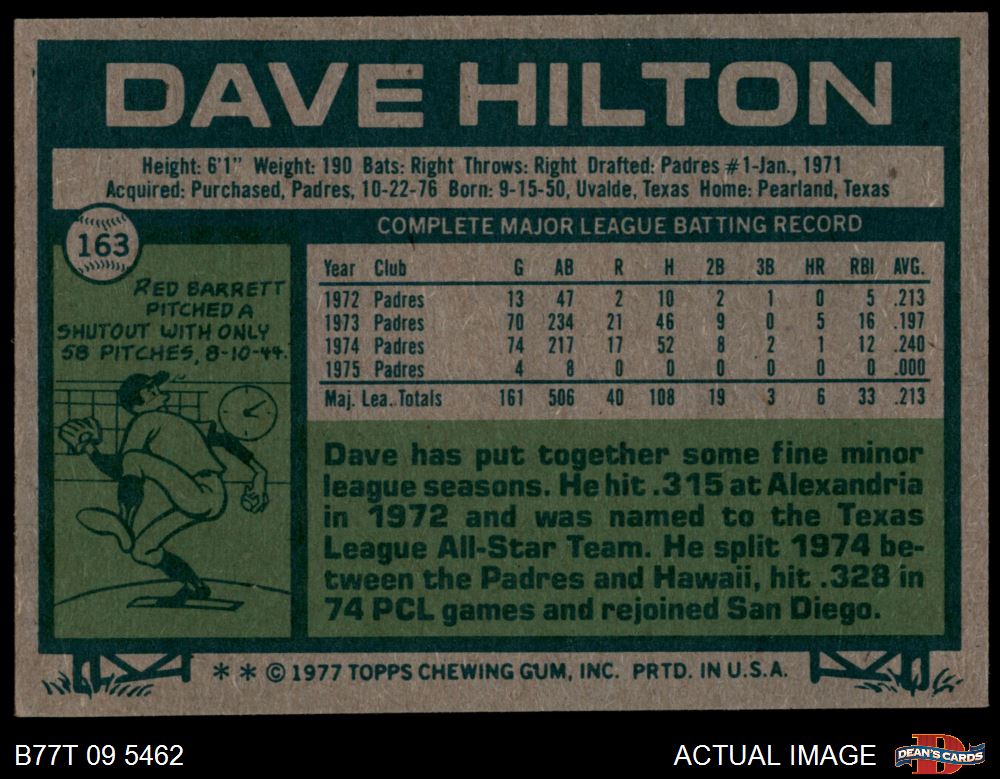 DAVE HILTON
Height: 6'1" Weight: 190 Bats: Right Throws: Right Drafted: Padres #1-Jan., 1971
Acquired: Purchased, Padres, 10-22-76 Born: 9-15-50, Uvalde, Texas Home: Pearland, Texas
163
RED BARRETT
PITCHED A
SHUTOUT WITH ONLY
58 PITCHES, 8-10-44.
COMPLETE MAJOR LEAGUE BATTING RECORD
Year Club G AB R H 2B 3B HR RBI AVG.
1972 Padres 13 47 2 10 2 1 0 5 .213
1973 Padres 70 234 21 46 9 0 5 16 .197
1974 Padres 74 217 17 52 8 2 1 12 .240
1975 Padres 4 8 0 0 0 0 0 0 .000
Maj. Lea. Totals 161 506 40 108 19 3 6 33 .213
Dave has put together some fine minor
league seasons. He hit .315 at Alexandria
in 1972 and was named to the Texas
League All-Star Team. He split 1974 be-
tween the Padres and Hawaii, hit .328 in
74 PCL games and rejoined San Diego.
* * © 1977 TOPPS CHEWING GUM, INC. PRTD. IN U.S.A.
B77T 09 5462
ACTUAL IMAGE
D
DEAN'S CARDS